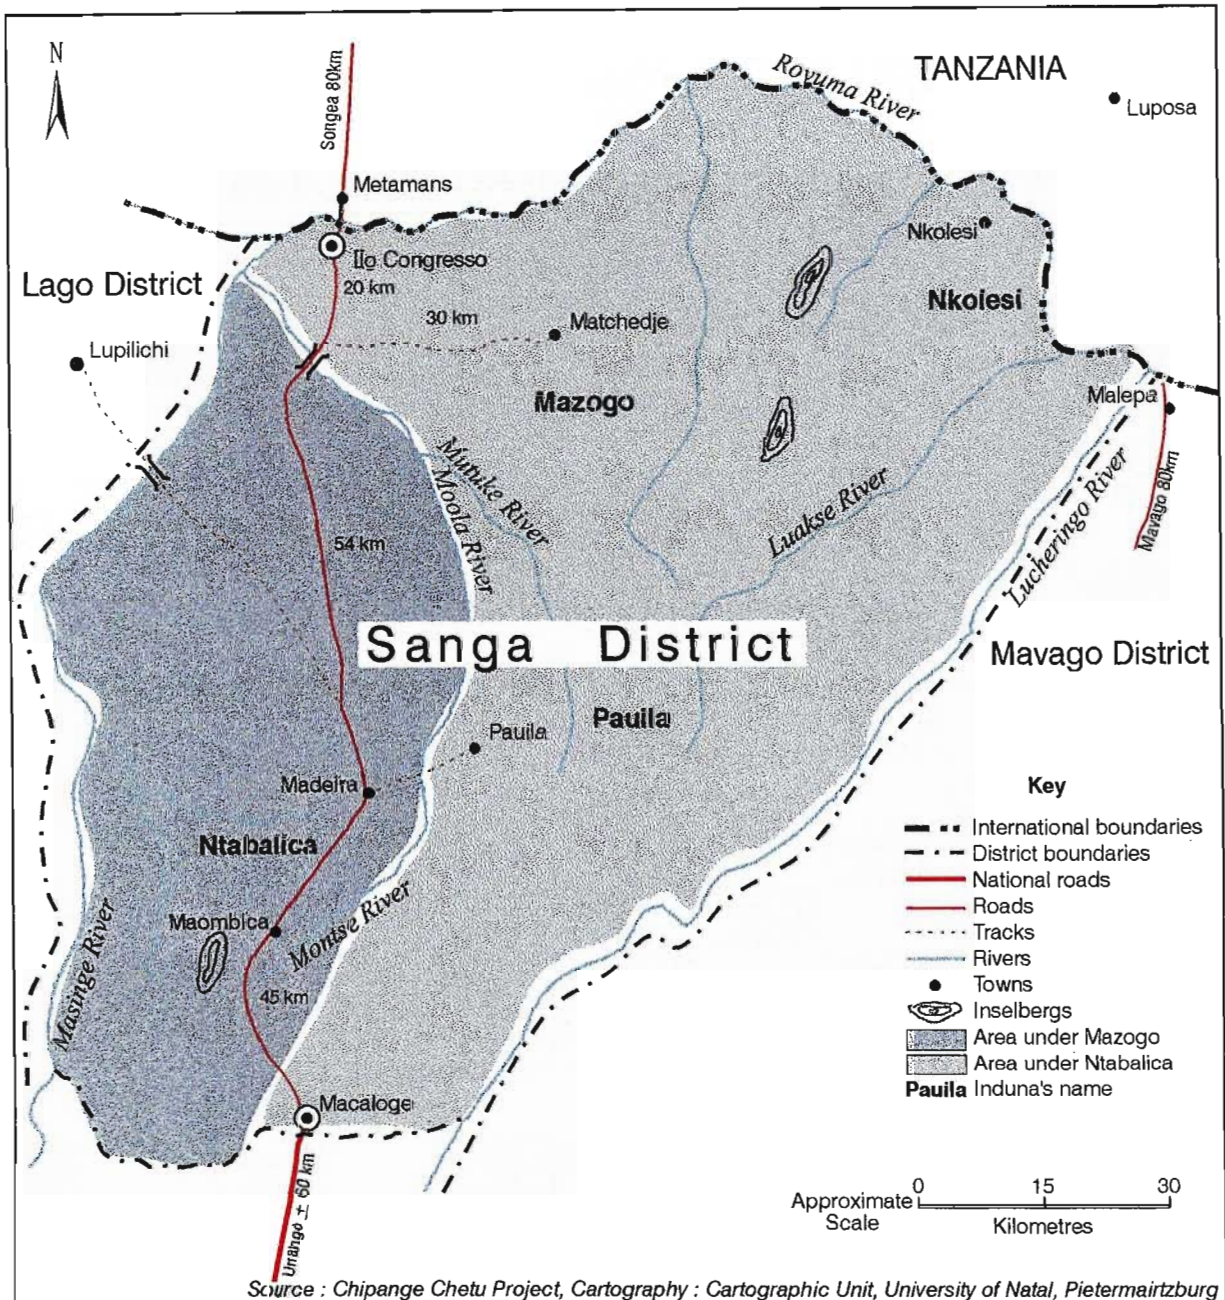 N
Songea 80km
Rovuma River
TANZANIA
Luposa
Metamans
IIo Congresso
Nkolesi
Lago District
20 km
Nkolesi
30 km
Matchedje
Lupilichi
Mazogo
Malepa
Mutuke River
Moola River
Luakse River
Mavago 80km
54 km
Lucheringo River
Sanga District
Mavago District
Pauila
Pauila
Madeira
Key
Ntabalica
International boundaries
District boundaries
National roads
Roads
Maombica
Montse River
Tracks
Masinge River
Rivers
45 km
Towns
Inselbergs
Area under Mazogo
Area under Ntabalica
Pauila Induna's name
Macaloge
± 60 km
0 15 30
Approximate
Scale
Kilometres
Source : Chipange Chetu Project, Cartography : Cartographic Unit, University of Natal, Pietermairtzburg